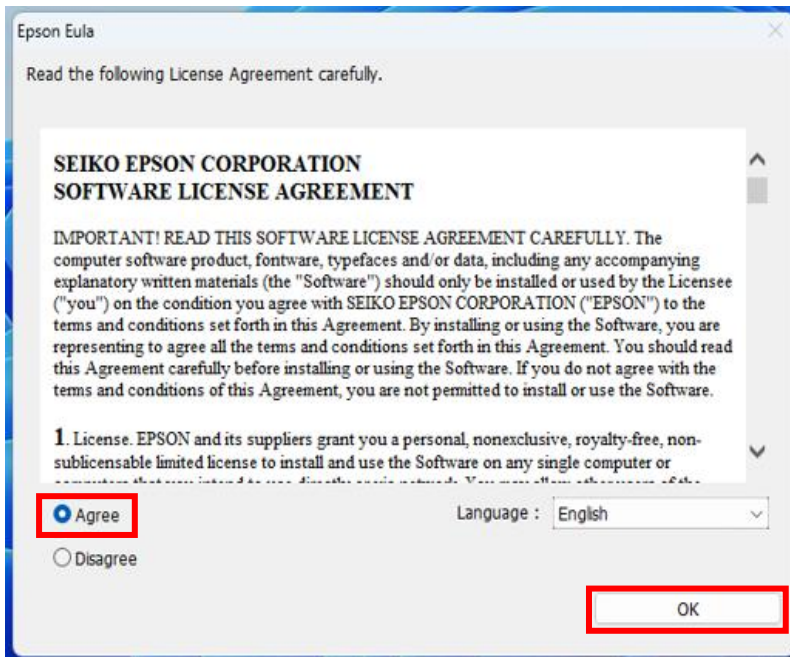 Epson Eula
Read the following License Agreement carefully.
SEIKO EPSON CORPORATION
SOFTWARE LICENSE AGREEMENT
IMPORTANT! READ THIS SOFTWARE LICENSE AGREEMENT CAREFULLY. The
computer software product, fontware, typefaces and/or data, including any accompanying
explanatory written materials (the "Software") should only be installed or used by the Licensee
("you") on the condition you agree with SEIKO EPSON CORPORATION ("EPSON") to the
terms and conditions set forth in this Agreement. By installing or using the Software, you are
representing to agree all the terms and conditions set forth in this Agreement. You should read
this Agreement carefully before installing or using the Software. If you do not agree with the
terms and conditions of this Agreement, you are not permitted to install or use the Software.
1. License. EPSON and its suppliers grant you a personal, nonexclusive, royalty-free, non-
sublicensable limited license to install and use the Software on any single computer or
Agree
Language : English
Disagree
OK